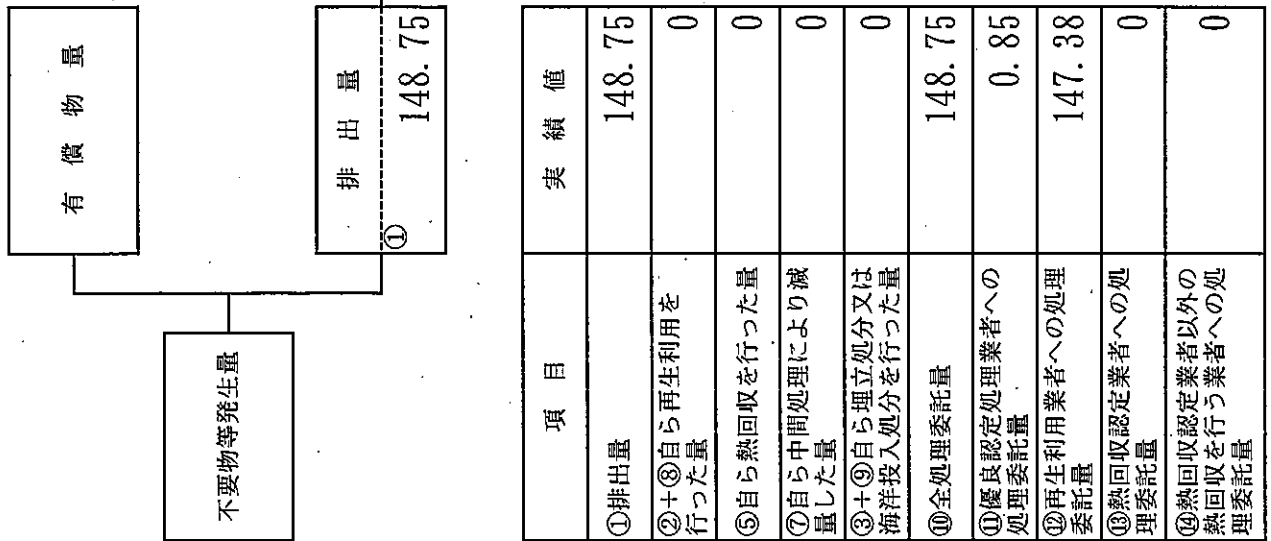 不要物等発生量
有償物量
排出量
① 148.75
項目 実績値
①排出量 148.75
②+⑧自ら再生利用を
行った量 0
⑤自ら熱回収を行った量 0
⑦自ら中間処理により減
量した量 0
③+⑨自ら埋立処分又は
海洋投入処分を行った量 0
⑩全処理委託量 148.75
⑪優良認定処理業者への
処理委託量 0.85
⑫再生利用業者への処理
委託量 147.38
⑬熱回収認定業者への処
理委託量 0
⑭熱回収認定業者以外の
熱回収を行う業者への処
理委託量 0